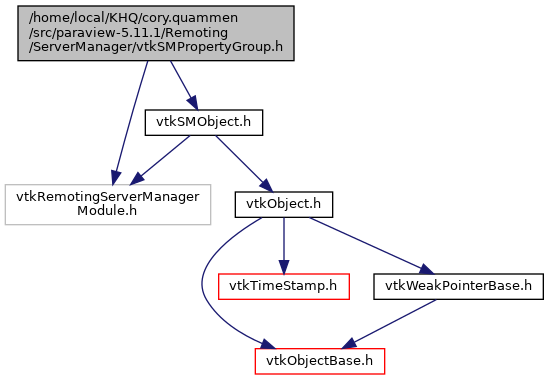 /home/local/KHQ/cory.quammen
/src/paraview-5.11.1/Remoting
/ServerManager/vtkSMPropertyGroup.h
vtkSMObject.h
vtkRemotingServerManager
Module.h
vtkObject.h
vtkTimeStamp.h
vtkWeakPointerBase.h
vtkObjectBase.h